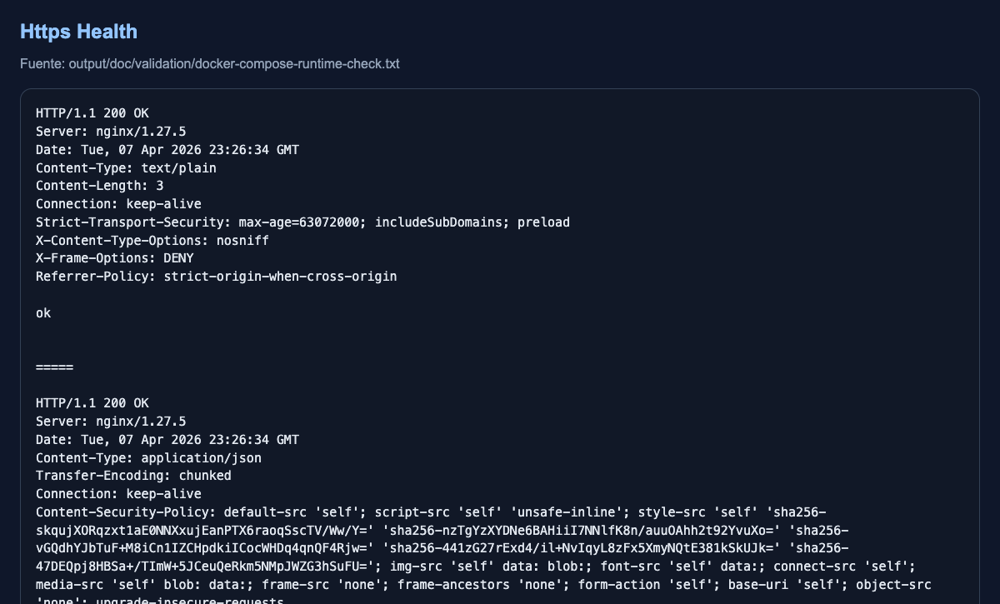 Https Health
Fuente: output/doc/validation/docker-compose-runtime-check.txt
HTTP/1.1 200 OK
Server: nginx/1.27.5
Date: Tue, 07 Apr 2026 23:26:34 GMT
Content-Type: text/plain
Content-Length: 3
Connection: keep-alive
Strict-Transport-Security: max-age=63072000; includeSubDomains; preload
X-Content-Type-Options: nosniff
X-Frame-Options: DENY
Referrer-Policy: strict-origin-when-cross-origin
ok
=====
HTTP/1.1 200 OK
Server: nginx/1.27.5
Date: Tue, 07 Apr 2026 23:26:34 GMT
Content-Type: application/json
Transfer-Encoding: chunked
Connection: keep-alive
Content-Security-Policy: default-src 'self'; script-src 'self' 'unsafe-inline'; style-src 'self' 'sha256-
skqujXORqzxt1aE0NNXxujEanPTX6raoqSscTV/Ww/Y=' 'sha256-nzTgYzXYDNe6BAHiiI7NNlfK8n/auuOAhh2t92YvuXo=' 'sha256-
vGQdhYJbTuF+M8iCn1IZCHpdkiICocWHDq4qnQF4Rjw=' 'sha256-441zG27rExd4/il+NvIqyL8zFx5XmyNQtE381kSkUJk=' 'sha256-
47DEQpj8HBSa+/TImW+5JCeuQeRkm5NMpJWZG3hSuFU='; img-src 'self' data: blob:; font-src 'self' data:; connect-src 'self';
media-src 'self' blob: data:; frame-src 'none'; frame-ancestors 'none'; form-action 'self'; base-uri 'self'; object-src
'none'; upgrade-insecure-requests